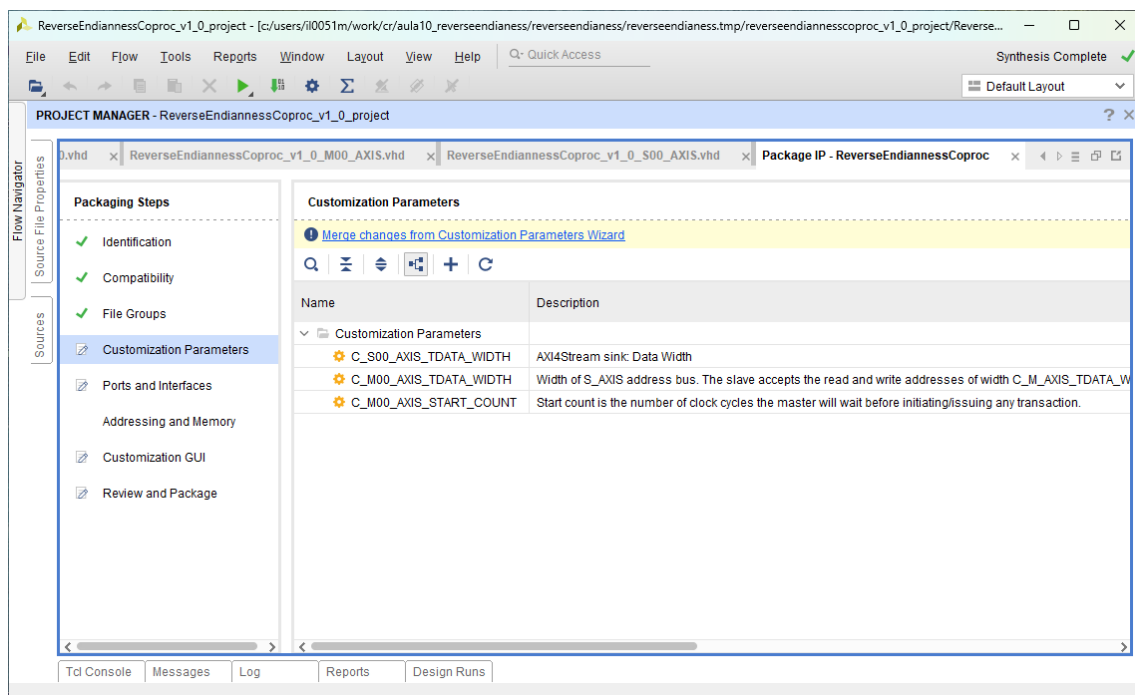 ReverseEndiannessCoproc_v1_0_project - [c:/users/il0051m/work/cr/aula10_reverseendianess/reverseendianess/reverseendianess.tmp/reverseendiannesscoproc_v1_0_project/Reverse...
File Edit Flow Tools Reports Window Layout View Help Q- Quick Access Synthesis Complete
Default Layout
PROJECT MANAGER - ReverseEndiannessCoproc_v1_0_project
0.vhd ReverseEndiannessCoproc_v1_0_M00_AXIS.vhd ReverseEndiannessCoproc_v1_0_S00_AXIS.vhd Package IP - ReverseEndiannessCoproc
Flow Navigator
Source File Properties
Sources
Packaging Steps
Identification
Compatibility
File Groups
Customization Parameters
Ports and Interfaces
Addressing and Memory
Customization GUI
Review and Package
Customization Parameters
Merge changes from Customization Parameters Wizard
Name Description
Customization Parameters
C_S00_AXIS_TDATA_WIDTH AXI4Stream sink: Data Width
C_M00_AXIS_TDATA_WIDTH Width of S_AXIS address bus. The slave accepts the read and write addresses of width C_M_AXIS_TDATA_W
C_M00_AXIS_START_COUNT Start count is the number of clock cycles the master will wait before initiating/issuing any transaction.
Tcl Console Messages Log Reports Design Runs